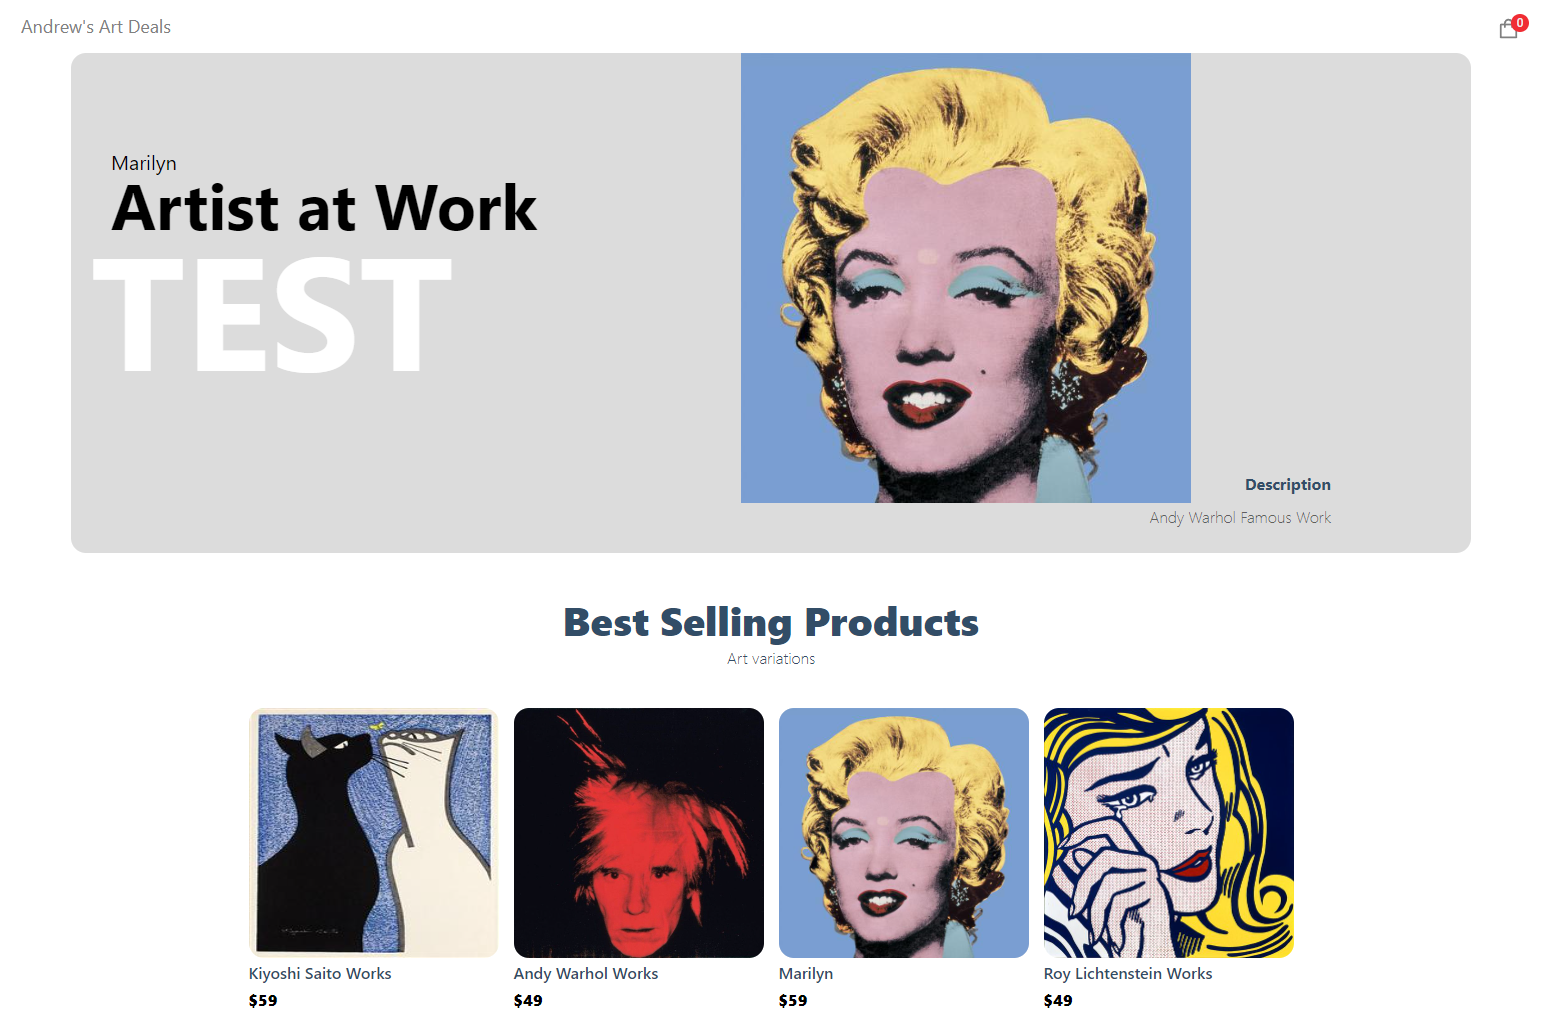 Andrew's Art Deals
0
Marilyn
Artist at Work
TEST
Description
Andy Warhol Famous Work
Best Selling Products
Art variations
Kiyoshi Saito Works
$59
Andy Warhol Works
$49
Marilyn
$59
Roy Lichtenstein Works
$49